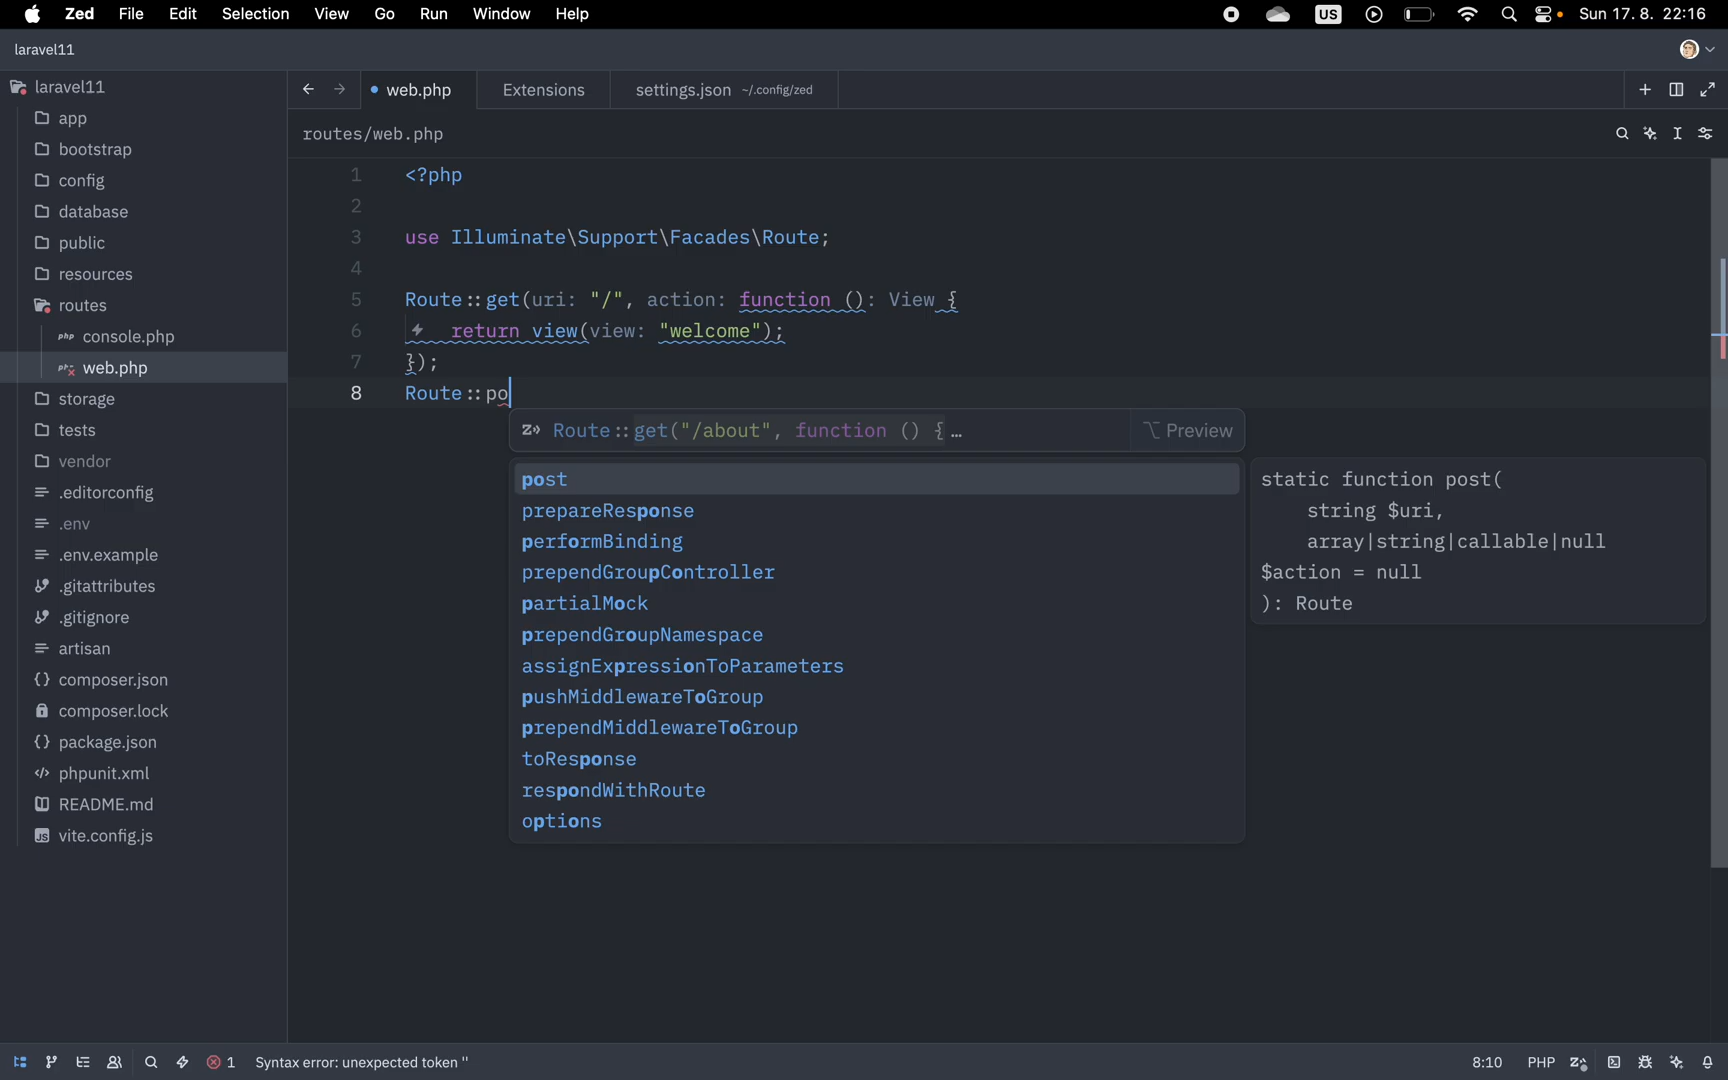 Zed File Edit Selection View Go Run Window Help US Sun 17. 8. 22:16
laravel11
laravel11
app
bootstrap
config
database
public
resources
routes
php console.php
php web.php
storage
tests
vendor
.editorconfig
.env
.env.example
.gitattributes
.gitignore
artisan
{} composer.json
composer.lock
{} package.json
</> phpunit.xml
README.md
JS vite.config.js
web.php Extensions settings.json ~/.config/zed
routes/web.php
1 <?php
2
3 use Illuminate\Support\Facades\Route;
4
5 Route::get(uri: "/", action: function (): View {
6 return view(view: "welcome");
7 });
8 Route::po
Route::get("/about", function () { … ⌥ Preview
post
prepareResponse
performBinding
prependGroupController
partialMock
prependGroupNamespace
assignExpressionToParameters
pushMiddlewareToGroup
prependMiddlewareToGroup
toResponse
respondWithRoute
options
static function post(
string $uri,
array|string|callable|null
$action = null
): Route
1 Syntax error: unexpected token '' 8:10 PHP